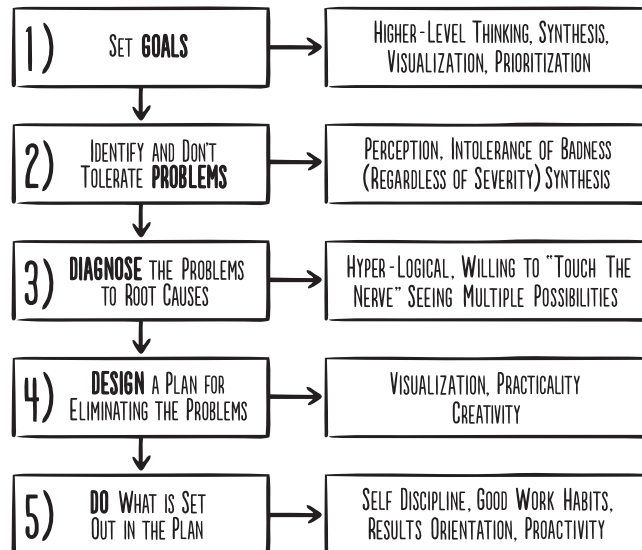 1) SET GOALS
HIGHER-LEVEL THINKING, SYNTHESIS,
VISUALIZATION, PRIORITIZATION
2) IDENTIFY AND DON'T
TOLERATE PROBLEMS
PERCEPTION, INTOLERANCE OF BADNESS
(REGARDLESS OF SEVERITY) SYNTHESIS
3) DIAGNOSE THE PROBLEMS
TO ROOT CAUSES
HYPER-LOGICAL, WILLING TO "TOUCH THE
NERVE" SEEING MULTIPLE POSSIBILITIES
4) DESIGN A PLAN FOR
ELIMINATING THE PROBLEMS
VISUALIZATION, PRACTICALITY
CREATIVITY
5) DO WHAT IS SET
OUT IN THE PLAN
SELF DISCIPLINE, GOOD WORK HABITS,
RESULTS ORIENTATION, PROACTIVITY